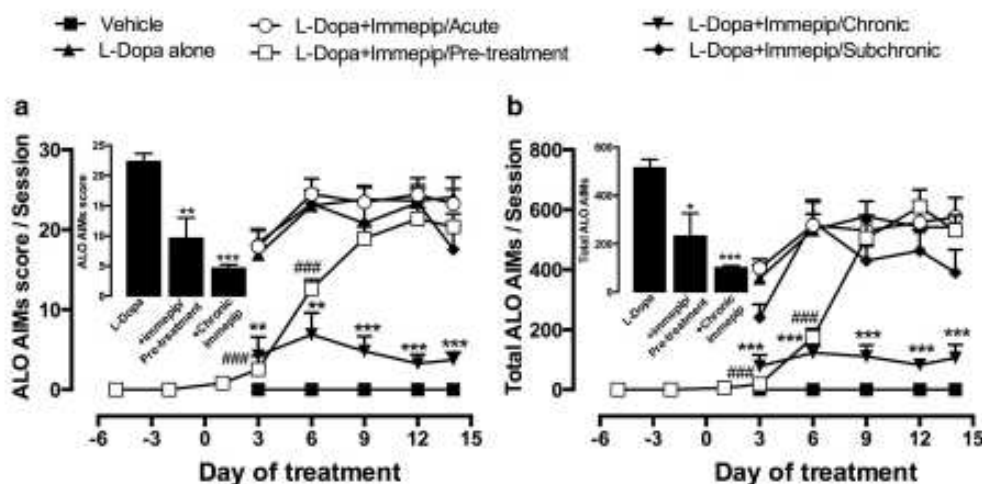 Vehicle
L-Dopa alone
L-Dopa+Immepip/Acute
L-Dopa+Immepip/Pre-treatment
L-Dopa+Immepip/Chronic
L-Dopa+Immepip/Subchronic
a
ALO AIMs score / Session
30
20
10
0
-6
-3
0
3
6
9
12
15
Day of treatment
ALO AIMs score
25
20
15
10
5
0
L-Dopa
+Immepip/
Pre-treatment
+Chronic
Immepip
**
***
###
###
**
**
***
***
***
b
Total ALO AIMs / Session
800
600
400
200
0
-6
-3
0
3
6
9
12
15
Day of treatment
Total ALO AIMs
600
400
200
0
L-Dopa
+Immepip/
Pre-treatment
+Chronic
Immepip
*
***
###
###
***
***
***
***
***